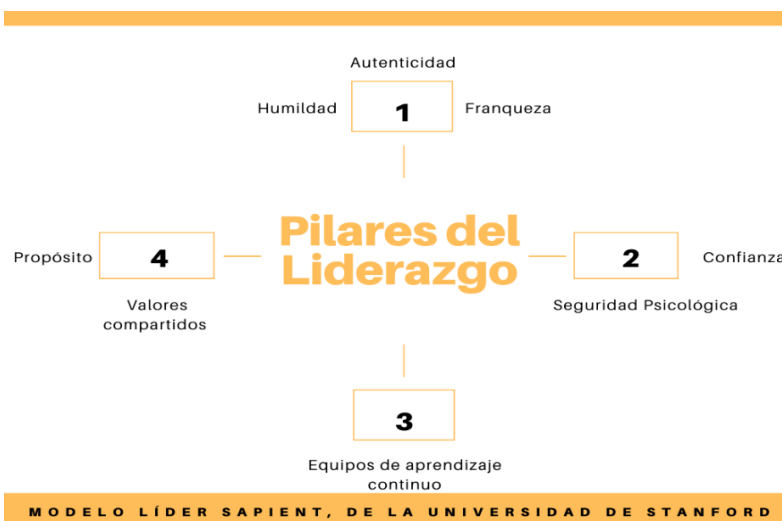 Autenticidad
Humildad
1
Franqueza
Pilares del
Liderazgo
Propósito
4
Valores
compartidos
2
Confianza
Seguridad Psicológica
3
Equipos de aprendizaje
continuo
MODELO LÍDER SAPIENT, DE LA UNIVERSIDAD DE STANFORD